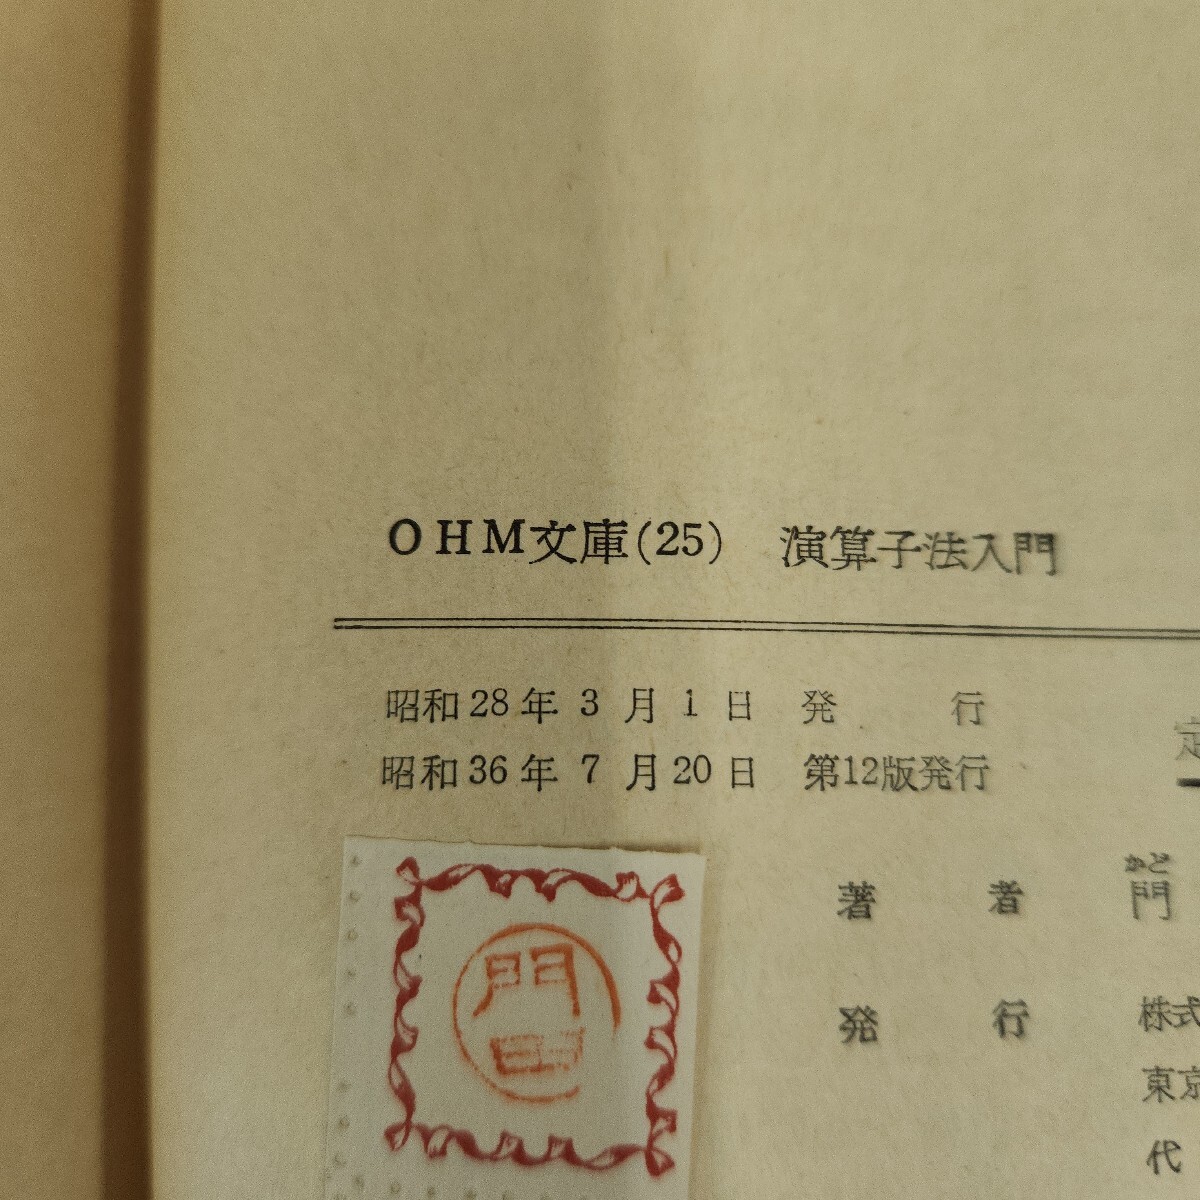 OHM文庫(25) 演算子法入門
昭和28年3月1日 発行
昭和36年7月20日 第12版発行
定
かど
著者 門
発行 株式
東京
代
門田